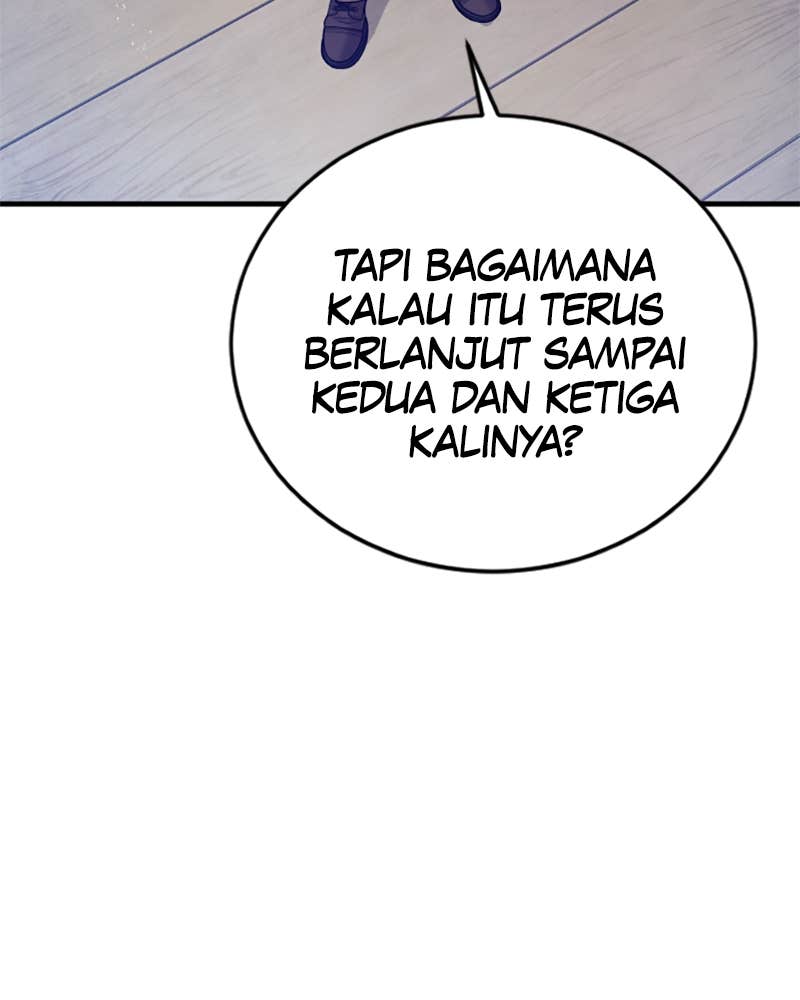 TAPI BAGAIMANA
KALAU ITU TERUS
BERLANJUT SAMPAI
KEDUA DAN KETIGA
KALINYA?